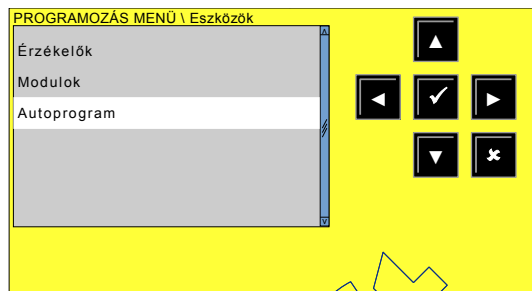 PROGRAMOZÁS MENÜ \ Eszközök
Érzékelők
Modulok
Autoprogram